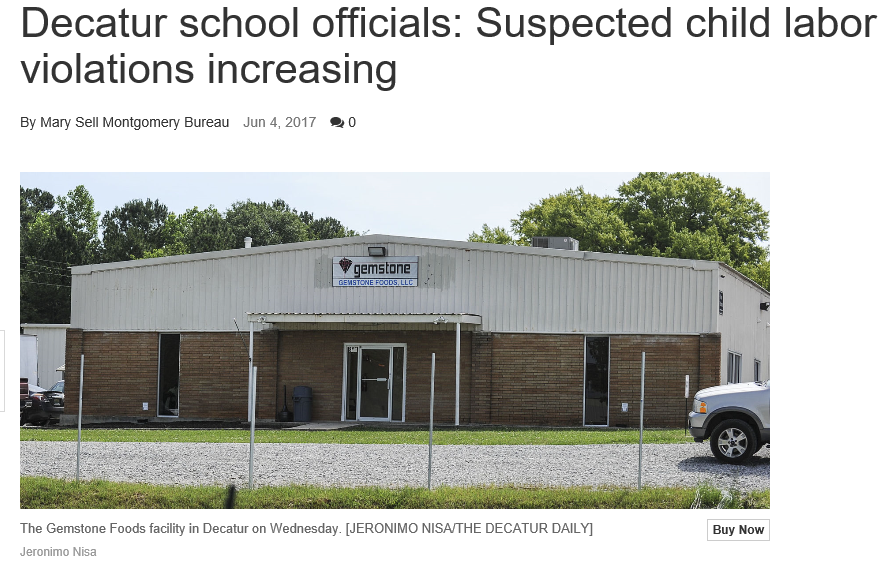 Decatur school officials: Suspected child labor
violations increasing
By Mary Sell Montgomery Bureau Jun 4, 2017 0
gemstone
GEMSTONE FOODS, LLC
The Gemstone Foods facility in Decatur on Wednesday. [JERONIMO NISA/THE DECATUR DAILY]
Buy Now
Jeronimo Nisa